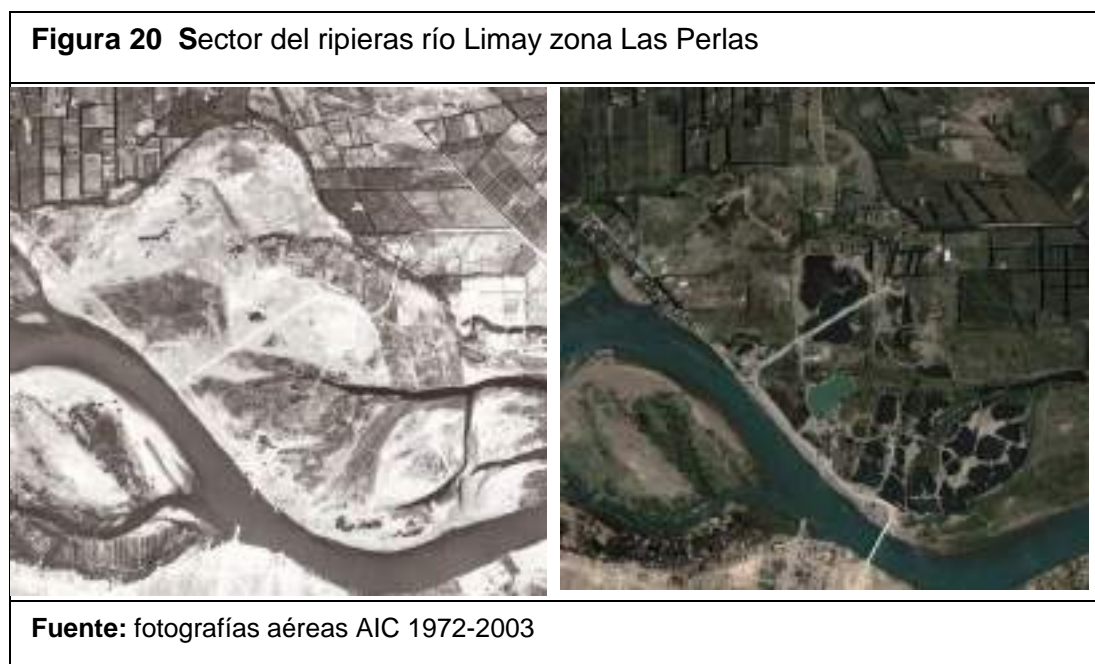 Figura 20 Sector del ripieras río Limay zona Las Perlas
Fuente: fotografías aéreas AIC 1972-2003